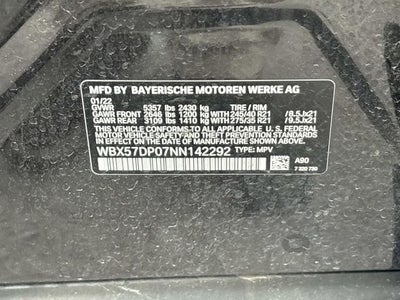 MFD BY BAYERISCHE MOTOREN WERKE AG
01/22
GVWR 5357 lbs 2430 kg TIRE / RIM
GAWR FRONT 2646 lbs 1200 kg 245/40 R21 /8.5Jx21
GAWR REAR 3109 lbs 1410 kg 275/35 R21 /9.5Jx21
THIS VEHICLE CONFORMS TO ALL APPLICABLE U.S. FEDERAL
MOTOR VEHICLE SAFETY AND THEFT PREVENTION STANDARDS
IN EFFECT ON THE DATE OF MANUFACTURE SHOWN ABOVE.
WBX57DP07NN142292 TYPE: MPV
A90